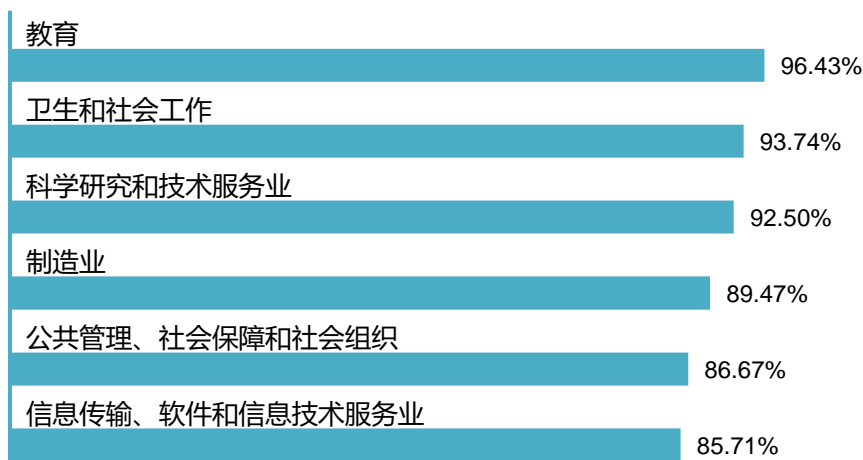 教育
96.43%
卫生和社会工作
93.74%
科学研究和技术服务业
92.50%
制造业
89.47%
公共管理、社会保障和社会组织
86.67%
信息传输、软件和信息技术服务业
85.71%